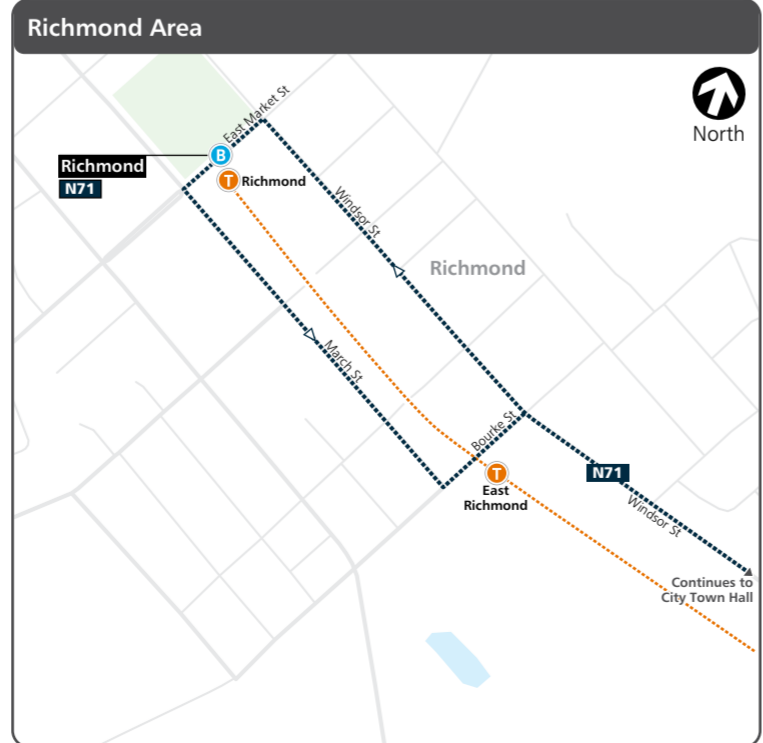 Richmond Area
North
East Market St
B
Richmond
N71
T Richmond
Windsor St
Richmond
March St
Bourke St
T
East
Richmond
N71
Windsor St
Continues to
City Town Hall